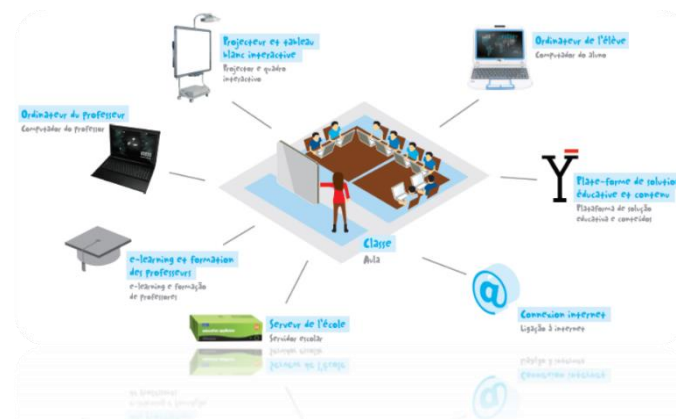 Projecteur et tableau
blanc interactive
Projector e quadro
interactivo
Ordinateur de l'élève
Computador do aluno
Ordinateur du professeur
Computador do professor
Plate-forme de solution
éducative et contenu
Plataforma de solução
educativa e conteúdos
Classe
Aula
e-learning et formation
des professeurs
e-learning e formação
de professores
Connexion internet
Ligação à internet
@
Serveur de l'école
Servidor escolar